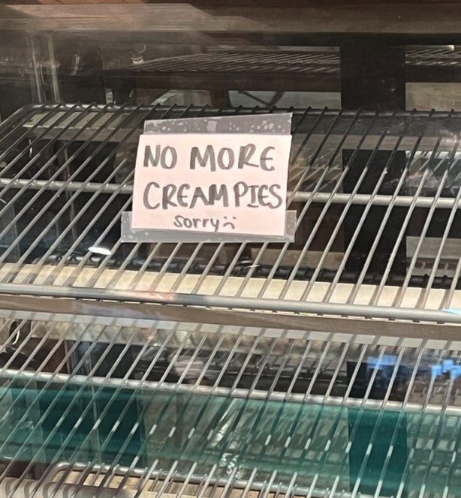 NO MORE
CREAMPIES
sorry :(